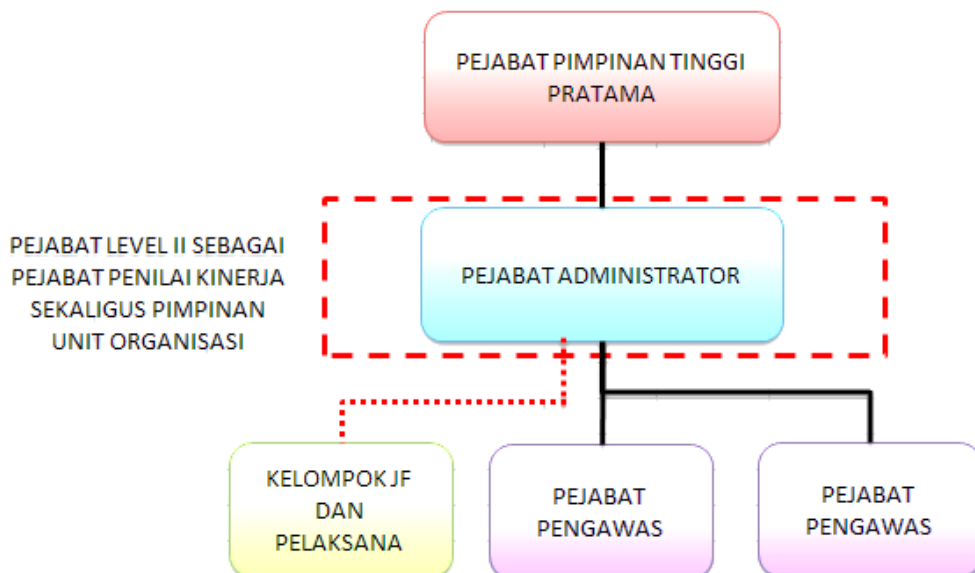 PEJABAT PIMPINAN TINGGI
PRATAMA
PEJABAT LEVEL II SEBAGAI
PEJABAT PENILAI KINERJA
SEKALIGUS PIMPINAN
UNIT ORGANISASI
PEJABAT ADMINISTRATOR
KELOMPOK JF
DAN
PELAKSANA
PEJABAT
PENGAWAS
PEJABAT
PENGAWAS